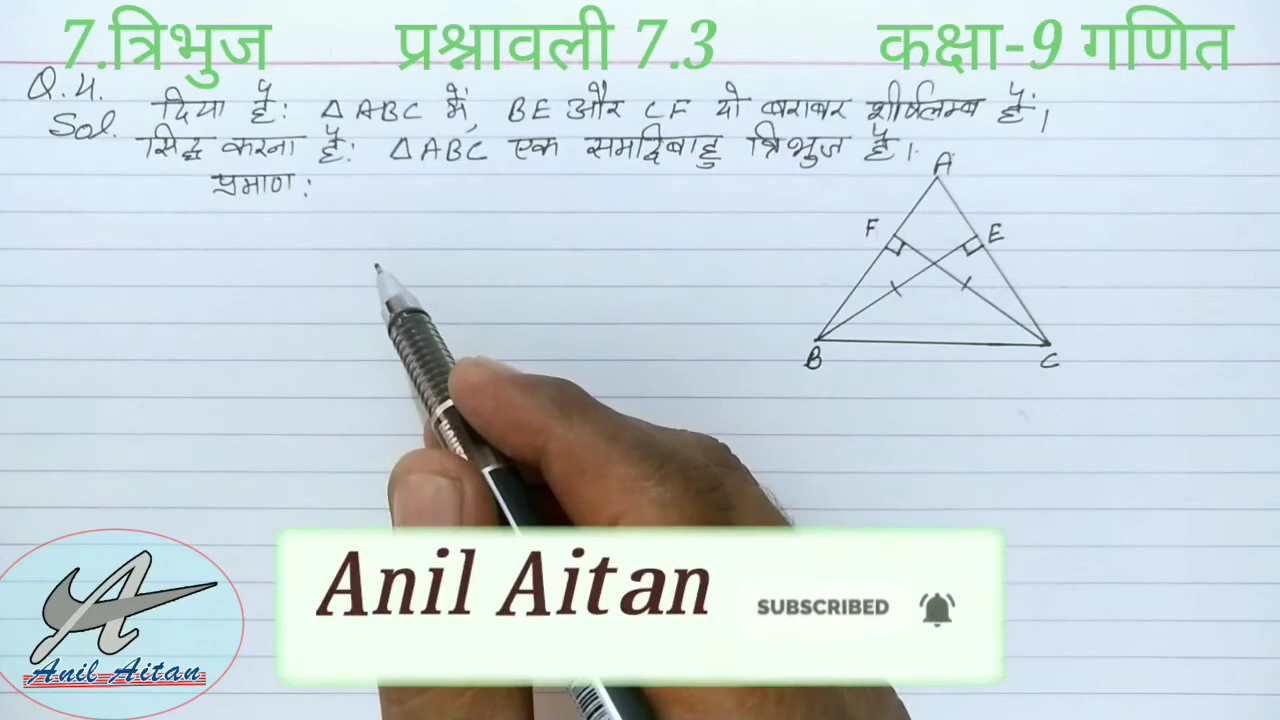 7.त्रिभुज प्रश्नावली 7.3 कक्षा-9 गणित
Q.4.
Sol. दिया है: △ABC में, BE और CF दो बराबर शीर्षलम्ब हैं।
सिद्ध करना है: △ABC एक समद्विबाहु त्रिभुज है।
प्रमाण:
A
F E
B C
Anil Aitan SUBSCRIBED
Anil Aitan